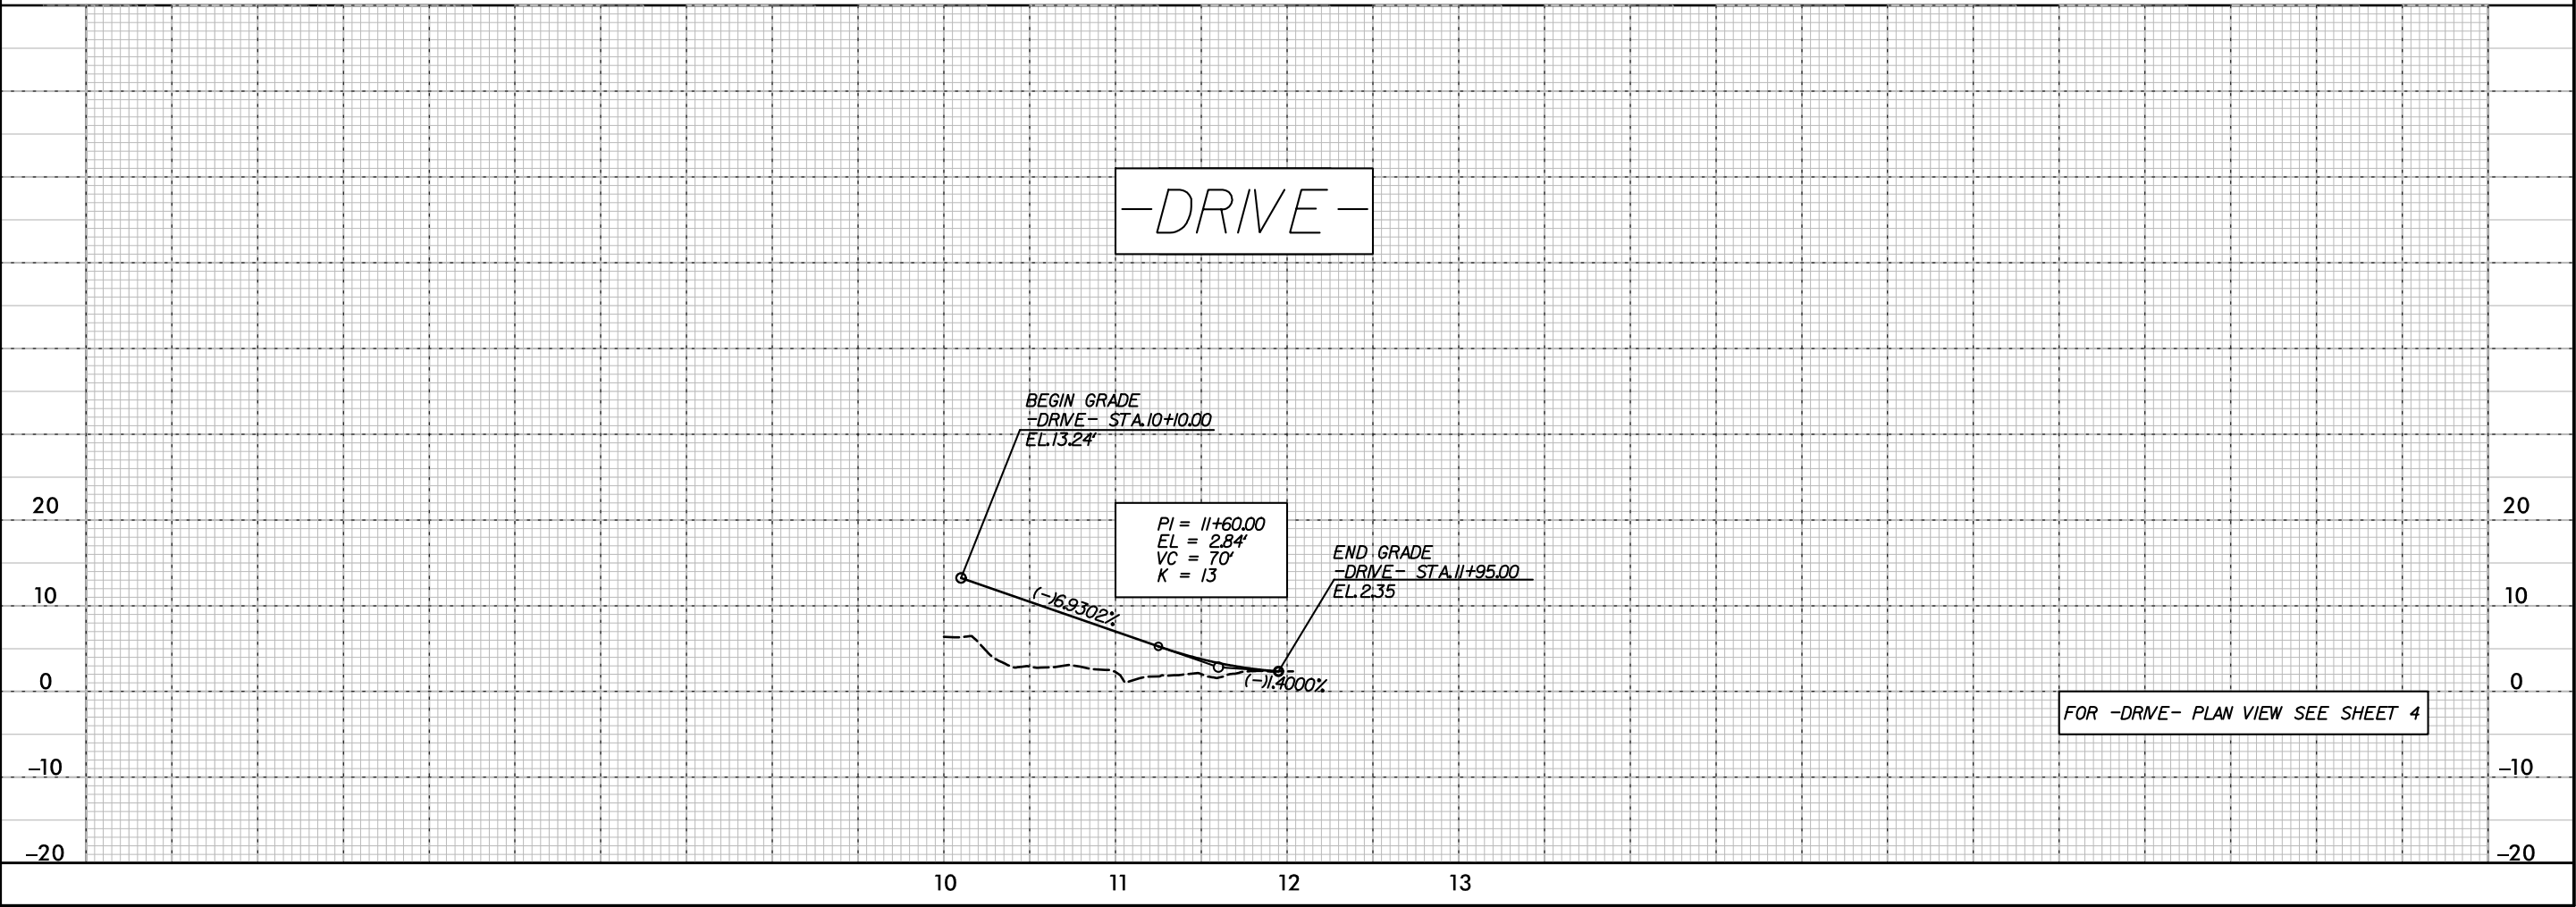 -DRIVE-
BEGIN GRADE
-DRIVE- STA.10+10.00
EL.13.24'
20
20
PI = 11+60.00
EL = 2.84'
VC = 70'
K = 13
END GRADE
-DRIVE- STA.11+95.00
EL.2.35
10
10
(-)6.9302%
(-)1.4000%
0
0
FOR -DRIVE- PLAN VIEW SEE SHEET 4
-10
-10
-20
-20
10 11 12 13